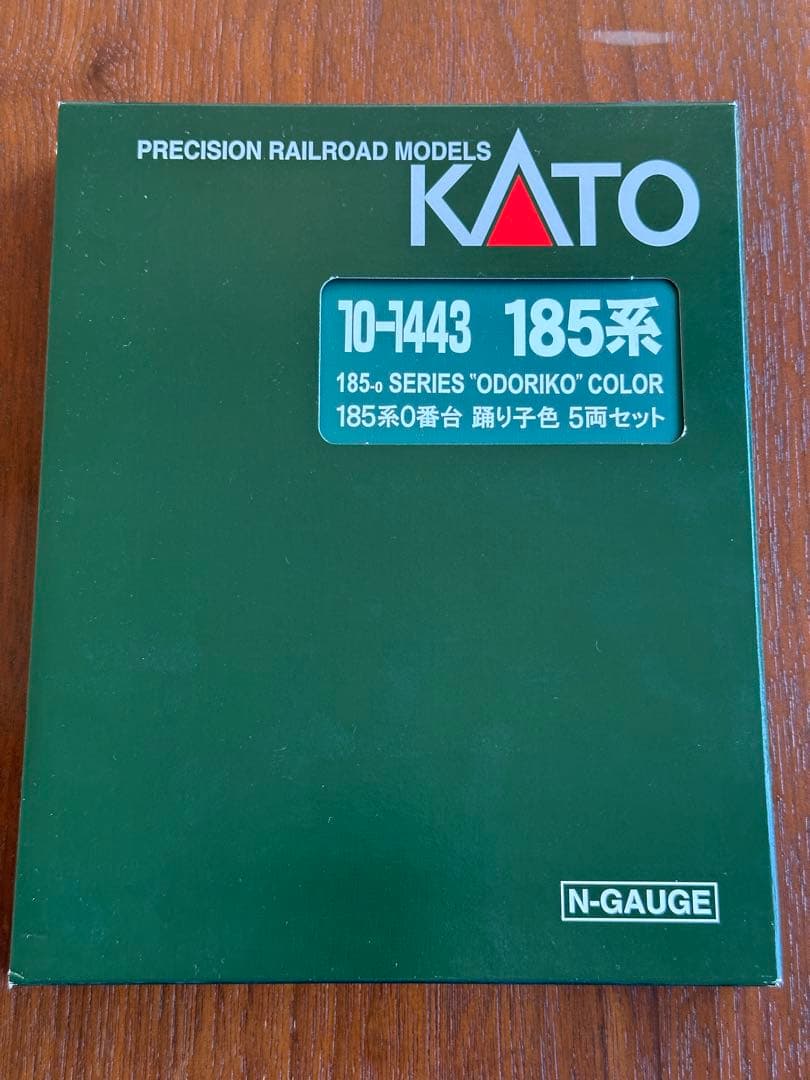 PRECISION RAILROAD MODELS
KATO
10-1443 185系
185-0 SERIES "ODORIKO" COLOR
185系0番台 踊り子色 5両セット
N-GAUGE